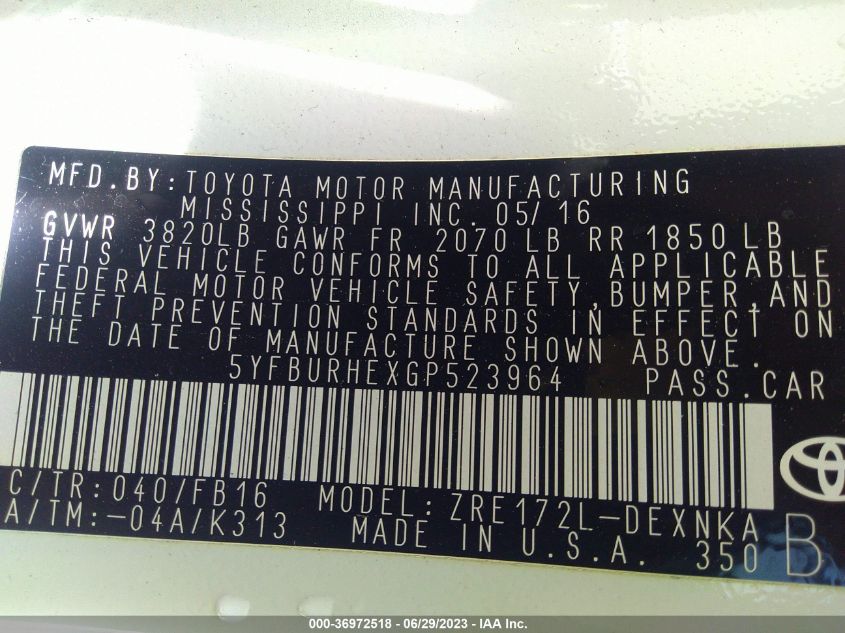 MFD.BY:TOYOTA MOTOR MANUFACTURING
MISSISSIPPI INC. 05/16
GVWR 3820LB GAWR FR 2070 LB RR 1850 LB
THIS VEHICLE CONFORMS TO ALL APPLICABLE
FEDERAL MOTOR VEHICLE SAFETY,BUMPER,AND
THEFT PREVENTION STANDARDS IN EFFECT ON
THE DATE OF MANUFACTURE SHOWN ABOVE.
5YFBURHEXGP523964 PASS.CAR
C/TR:040/FB16 MODEL:ZRE172L-DEXNKA
A/TM:-04A/K313 MADE IN U.S.A. 350 B
000-36972518 - 06/29/2023 - IAA Inc.